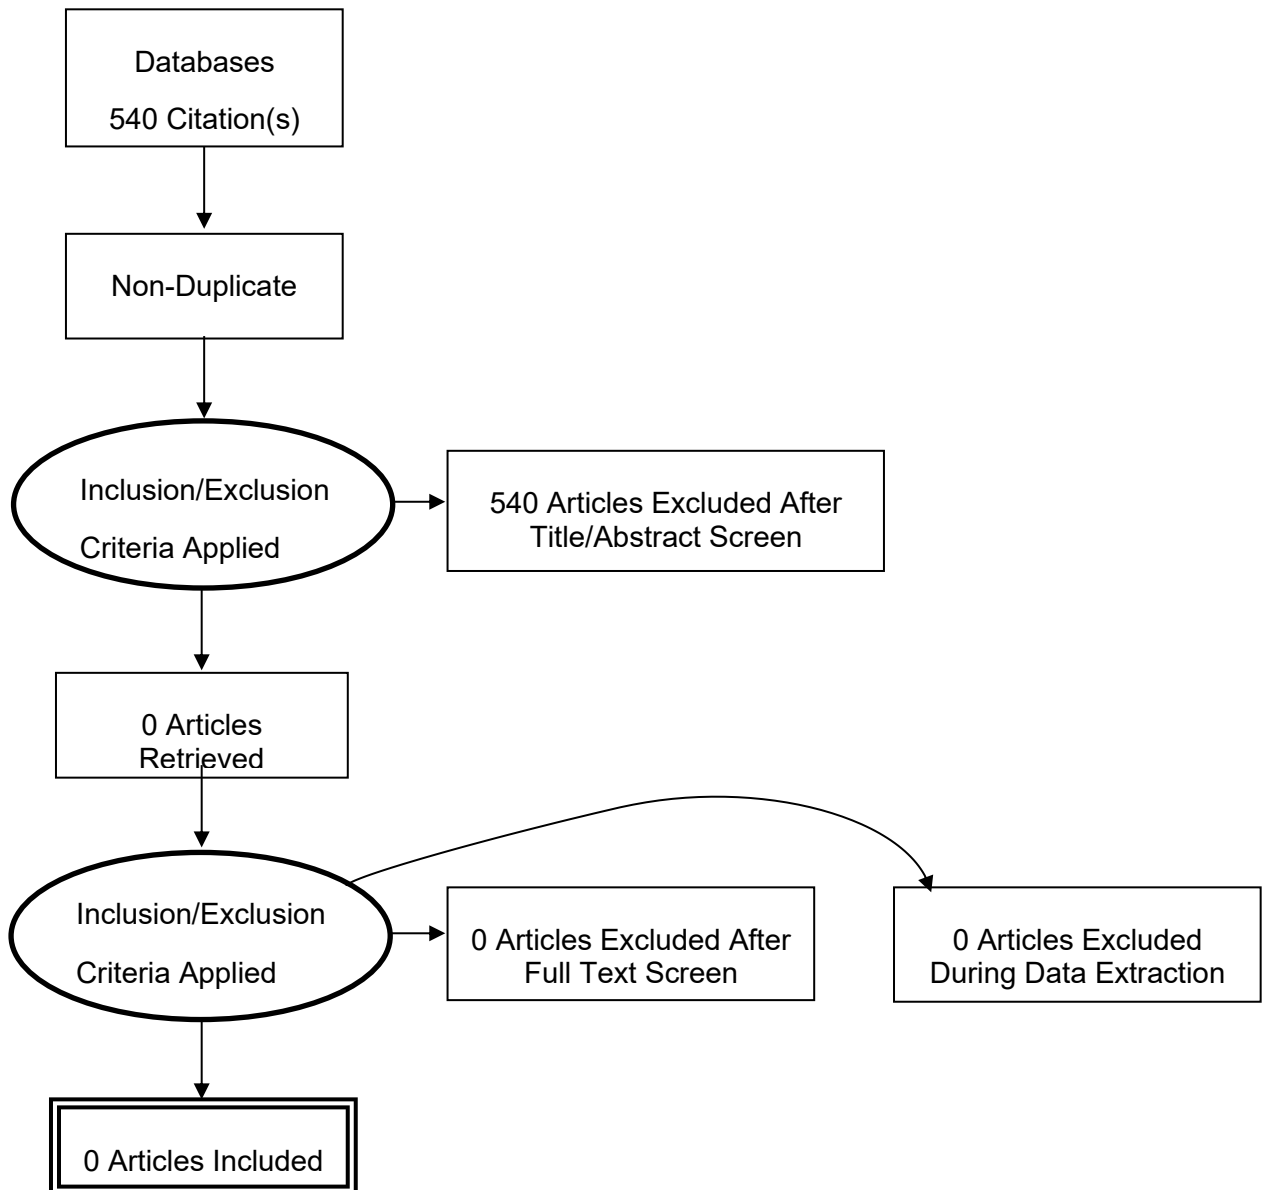 Databases
540 Citation(s)
Non-Duplicate
Inclusion/Exclusion
Criteria Applied
540 Articles Excluded After
Title/Abstract Screen
0 Articles
Retrieved
Inclusion/Exclusion
Criteria Applied
0 Articles Excluded After
Full Text Screen
0 Articles Excluded
During Data Extraction
0 Articles Included